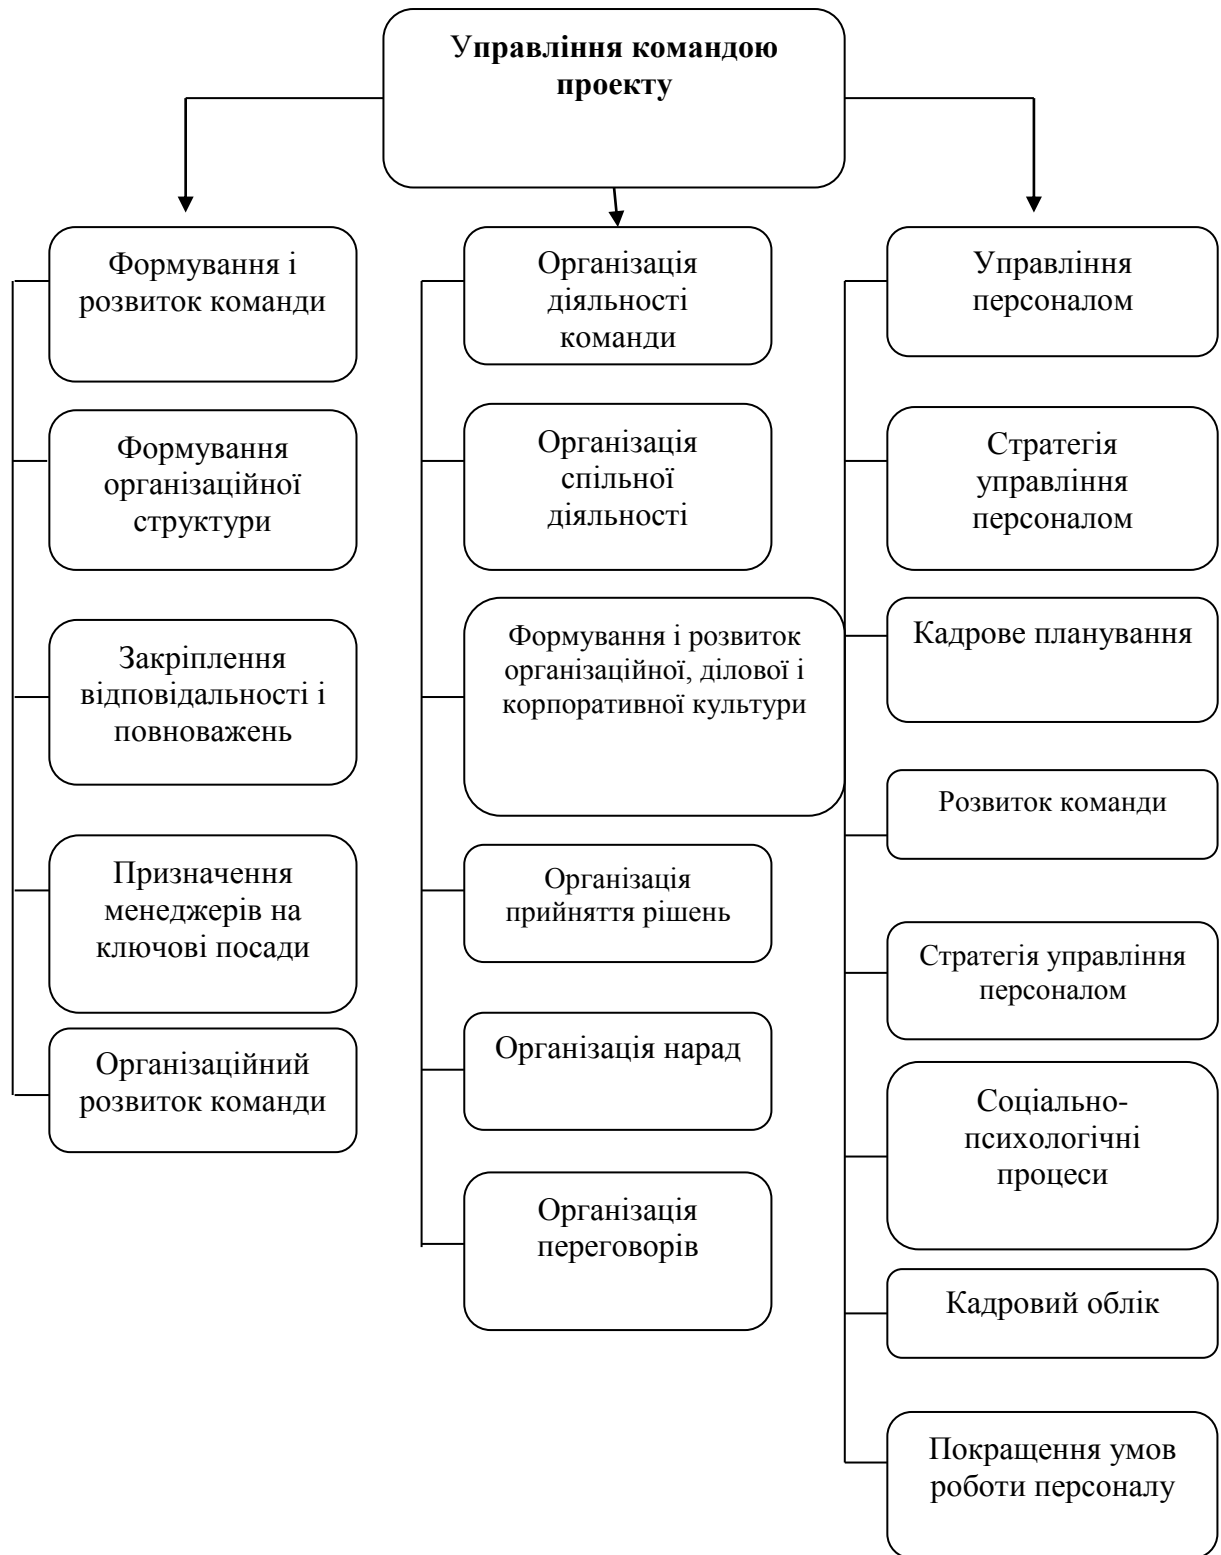 Управління командою
проекту
Формування і
розвиток команди
Формування
організаційної
структури
Закріплення
відповідальності і
повноважень
Призначення
менеджерів на
ключові посади
Організаційний
розвиток команди
Організація
діяльності
команди
Організація
спільної
діяльності
Формування і розвиток
організаційної, ділової і
корпоративної культури
Організація
прийняття рішень
Організація нарад
Організація
переговорів
Управління
персоналом
Стратегія
управління
персоналом
Кадрове планування
Розвиток команди
Стратегія управління
персоналом
Соціально-
психологічні
процеси
Кадровий облік
Покращення умов
роботи персоналу